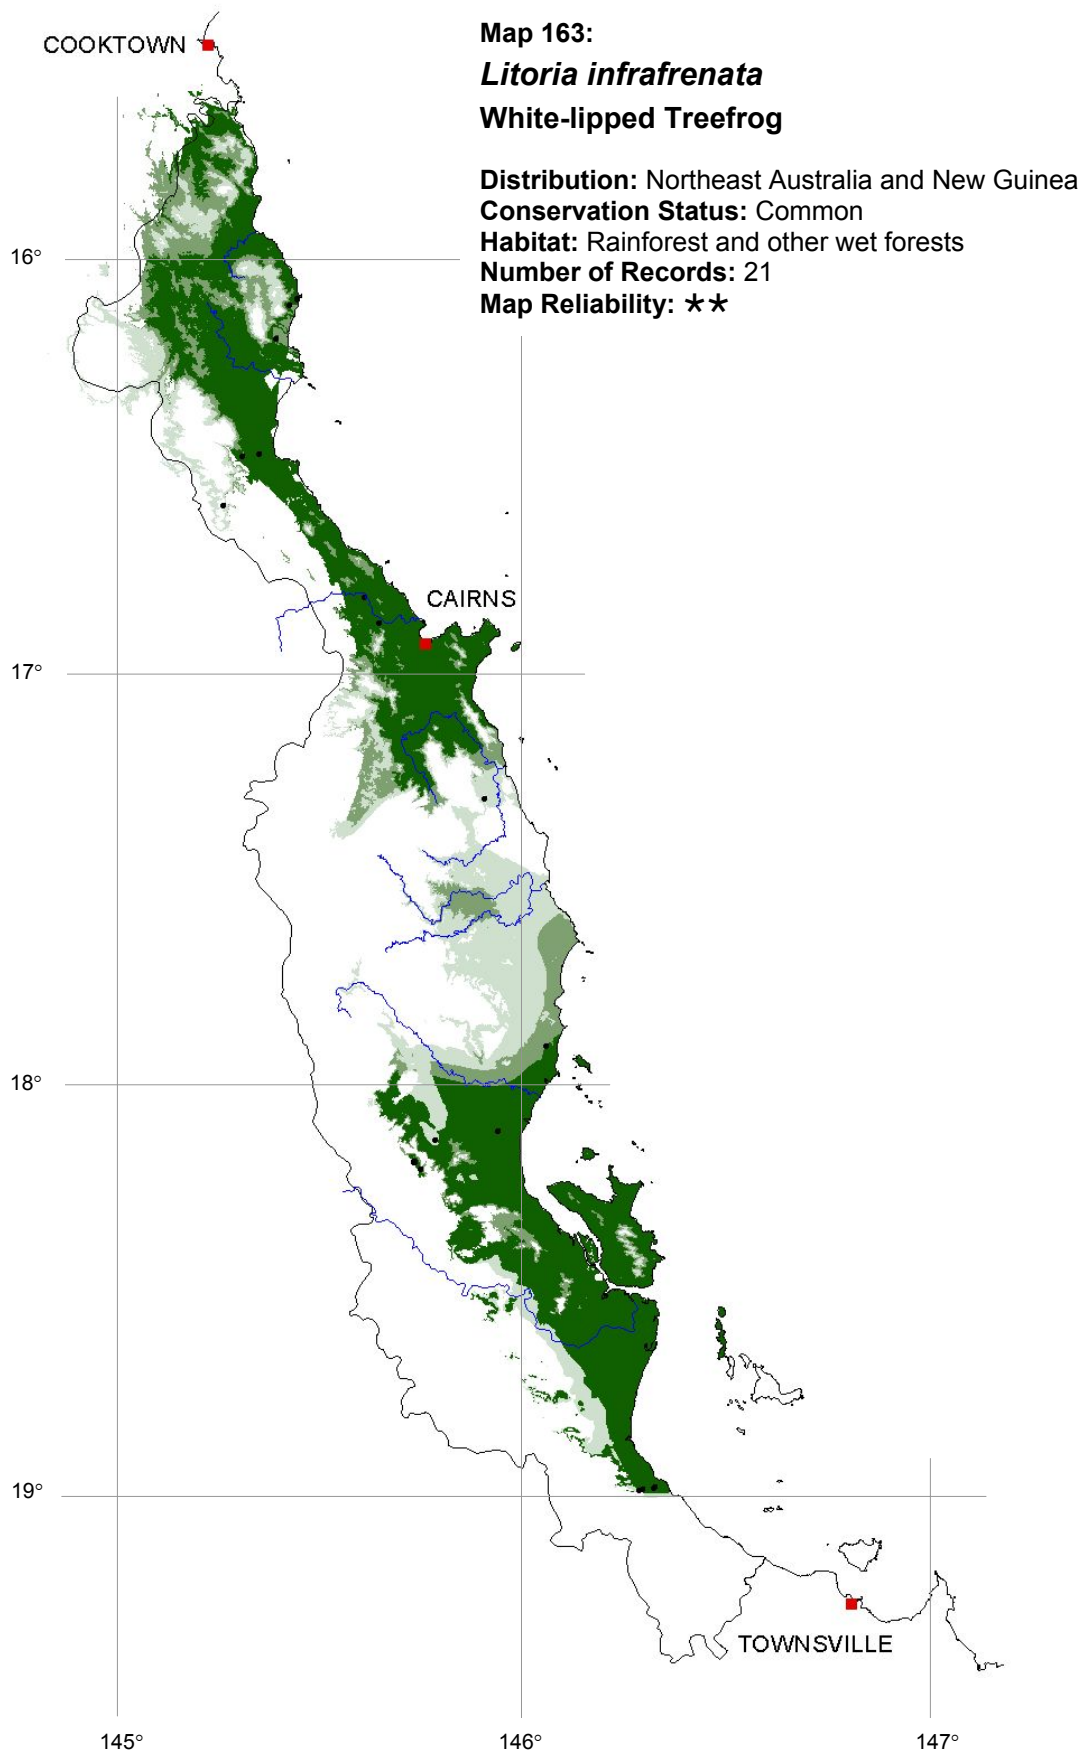 Map 163:
Litoria infrafrenata
White-lipped Treefrog
Distribution: Northeast Australia and New Guinea
Conservation Status: Common
Habitat: Rainforest and other wet forests
Number of Records: 21
Map Reliability: ★★
COOKTOWN
16°
CAIRNS
17°
18°
19°
TOWNSVILLE
145°
146°
147°